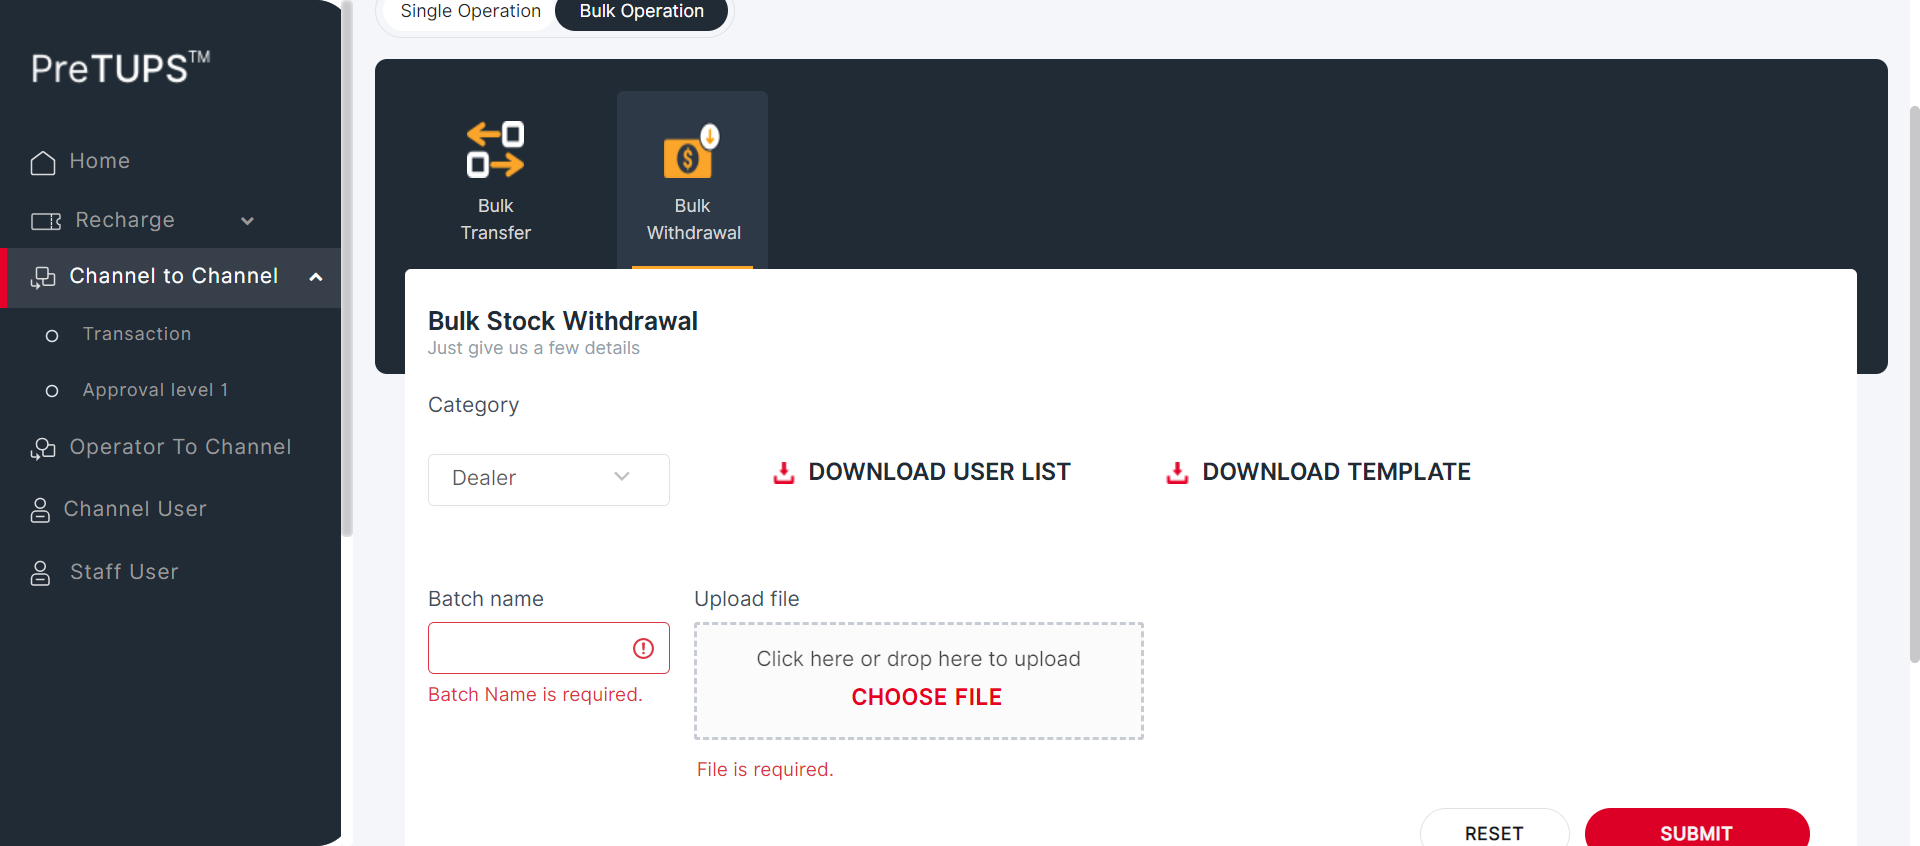 PreTUPS™
Home
Recharge
Channel to Channel
Transaction
Approval level 1
Operator To Channel
Channel User
Staff User
Single Operation
Bulk Operation
Bulk
Transfer
Bulk
Withdrawal
Bulk Stock Withdrawal
Just give us a few details
Category
Dealer
DOWNLOAD USER LIST
DOWNLOAD TEMPLATE
Batch name
Batch Name is required.
Upload file
Click here or drop here to upload
CHOOSE FILE
File is required.
RESET
SUBMIT